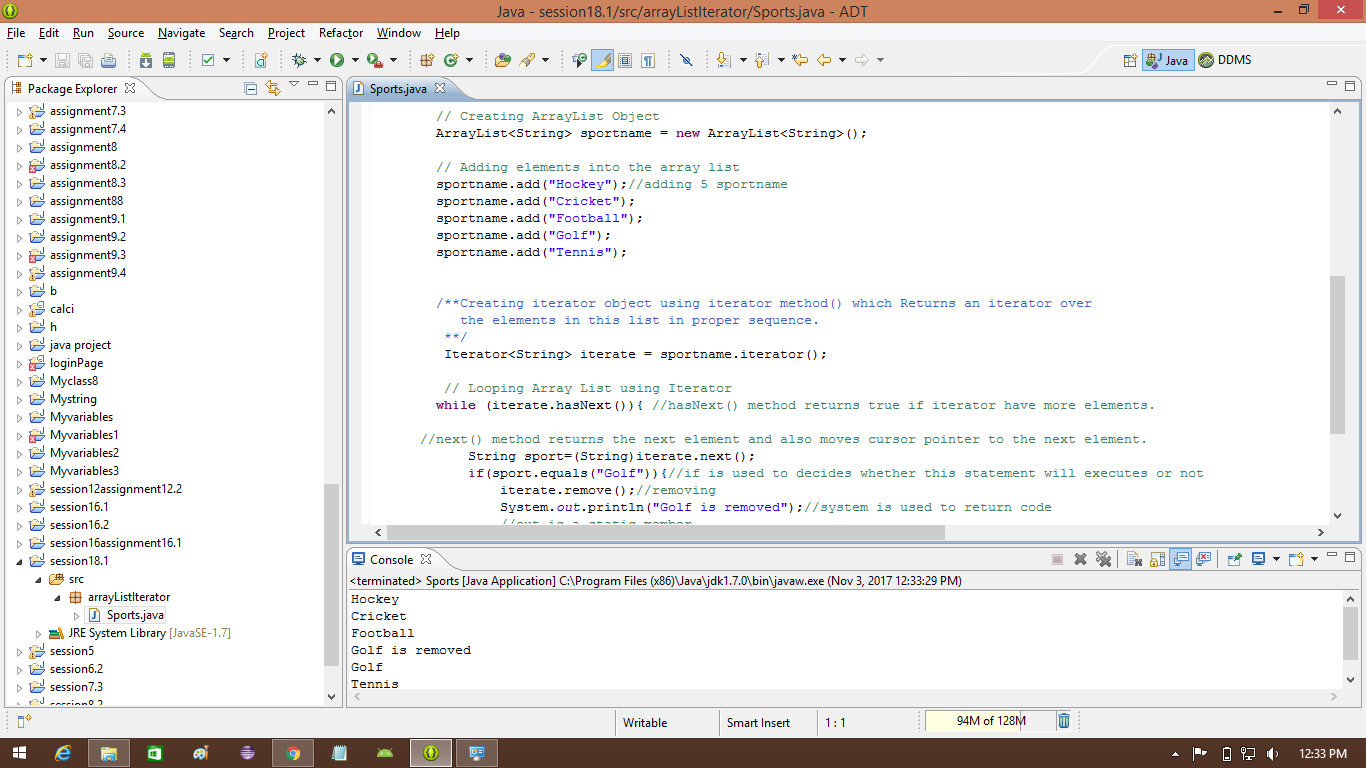 Java - session18.1/src/arrayListIterator/Sports.java - ADT
File Edit Run Source Navigate Search Project Refactor Window Help
Java DDMS
Package Explorer
assignment7.3
assignment7.4
assignment8
assignment8.2
assignment8.3
assignment88
assignment9.1
assignment9.2
assignment9.3
assignment9.4
b
calci
h
java project
loginPage
Myclass8
Mystring
Myvariables
Myvariables1
Myvariables2
Myvariables3
session12assignment12.2
session16.1
session16.2
session16assignment16.1
session18.1
src
arrayListIterator
Sports.java
JRE System Library [JavaSE-1.7]
session5
session6.2
session7.3
session8.2
Sports.java
// Creating ArrayList Object
ArrayList<String> sportname = new ArrayList<String>();
// Adding elements into the array list
sportname.add("Hockey");//adding 5 sportname
sportname.add("Cricket");
sportname.add("Football");
sportname.add("Golf");
sportname.add("Tennis");
/**Creating iterator object using iterator method() which Returns an iterator over
the elements in this list in proper sequence.
**/
Iterator<String> iterate = sportname.iterator();
// Looping Array List using Iterator
while (iterate.hasNext()){ //hasNext() method returns true if iterator have more elements.
//next() method returns the next element and also moves cursor pointer to the next element.
String sport=(String)iterate.next();
if(sport.equals("Golf")){//if is used to decides whether this statement will executes or not
iterate.remove();//removing
System.out.println("Golf is removed");//system is used to return code
//out is a static member
Console
<terminated> Sports [Java Application] C:\Program Files (x86)\Java\jdk1.7.0\bin\javaw.exe (Nov 3, 2017 12:33:29 PM)
Hockey
Cricket
Football
Golf is removed
Golf
Tennis
Writable Smart Insert 1 : 1 94M of 128M
12:33 PM